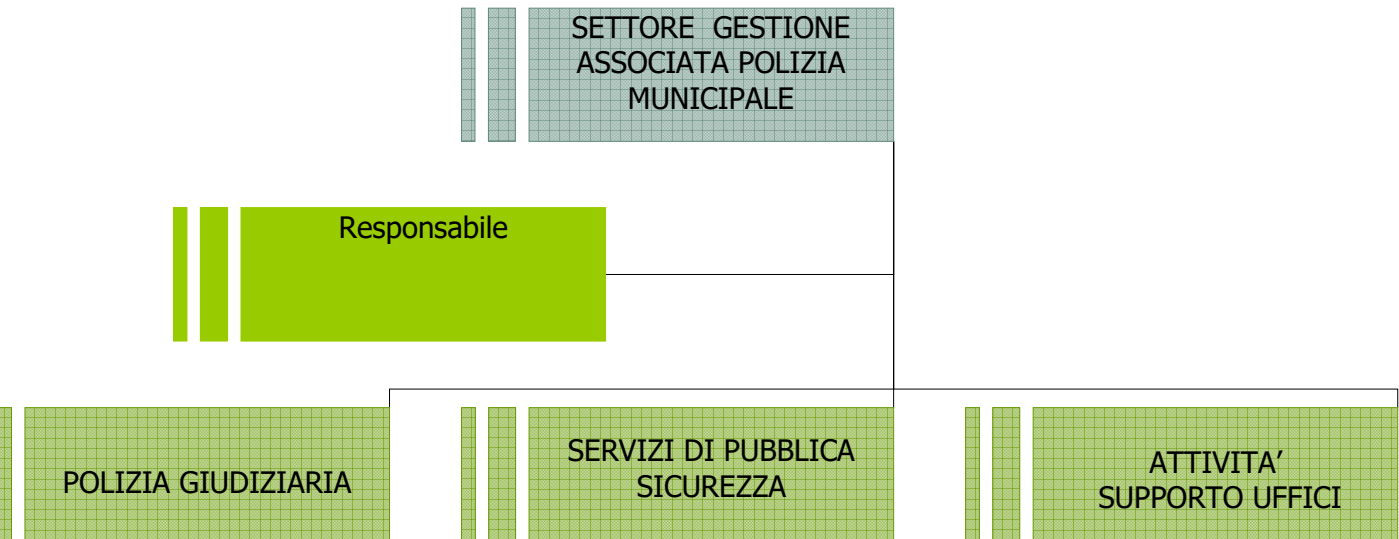 SETTORE GESTIONE
ASSOCIATA POLIZIA
MUNICIPALE
Responsabile
POLIZIA GIUDIZIARIA
SERVIZI DI PUBBLICA
SICUREZZA
ATTIVITA’
SUPPORTO UFFICI